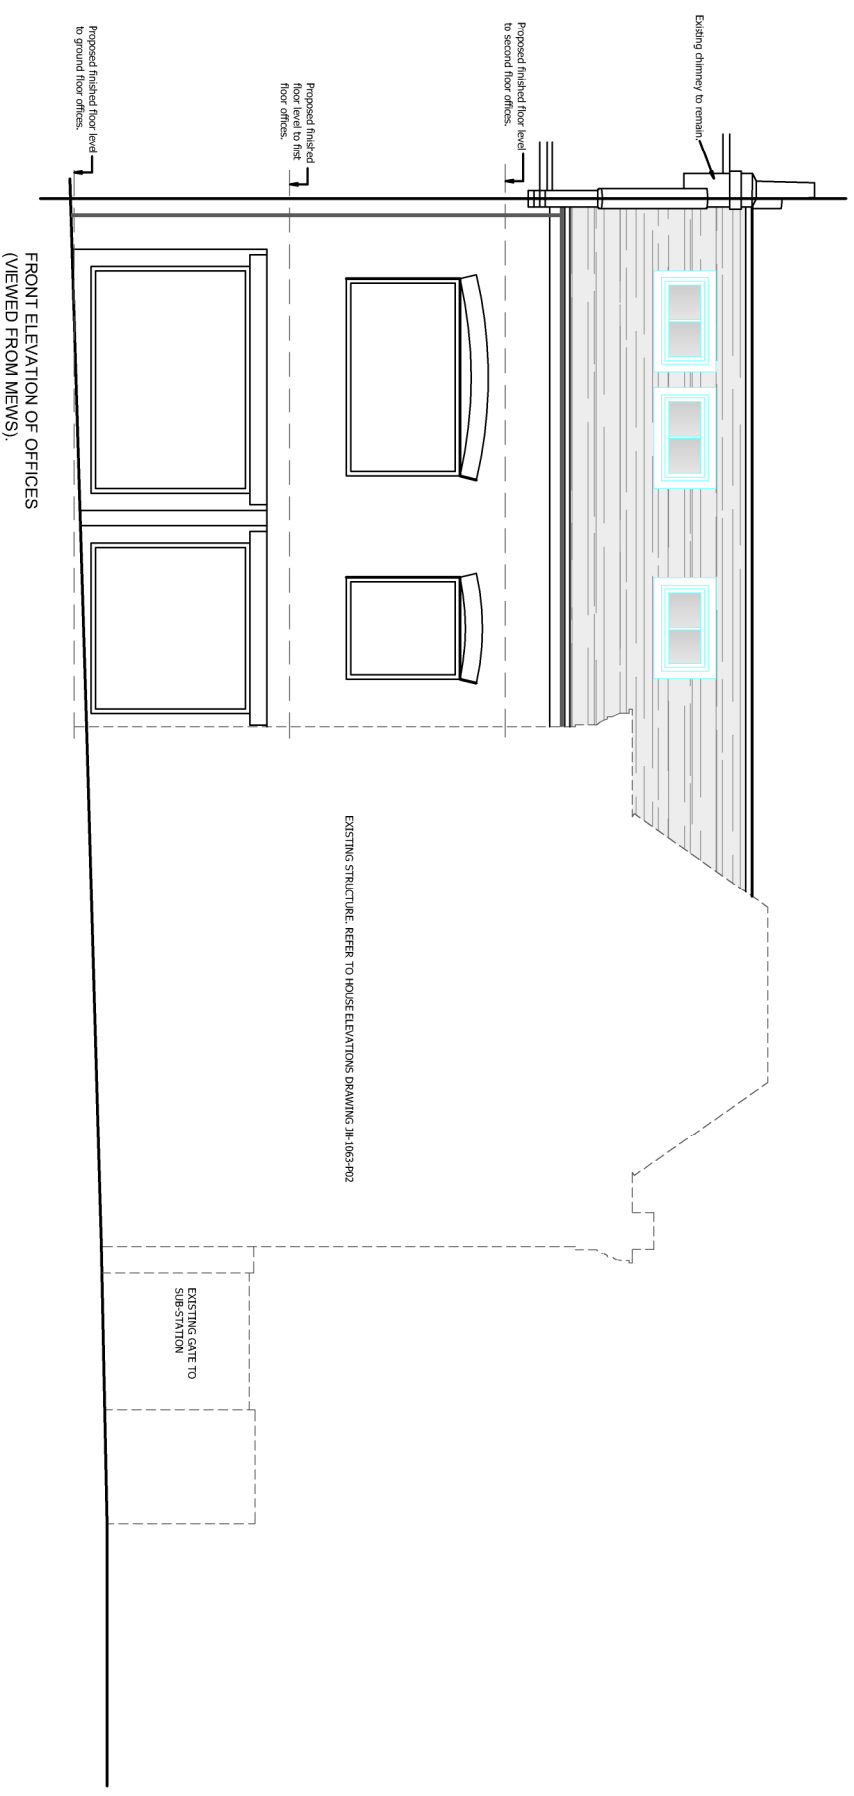 Existing chimney to remain.
Proposed finished floor level
to second floor offices.
Proposed finished
floor level to first
floor offices.
Proposed finished floor level
to ground floor offices.
EXISTING STRUCTURE. REFER TO HOUSE ELEVATIONS DRAWING JH-1063-P02
EXISTING GATE TO
SUB-STATION
FRONT ELEVATION OF OFFICES
(VIEWED FROM MEWS).